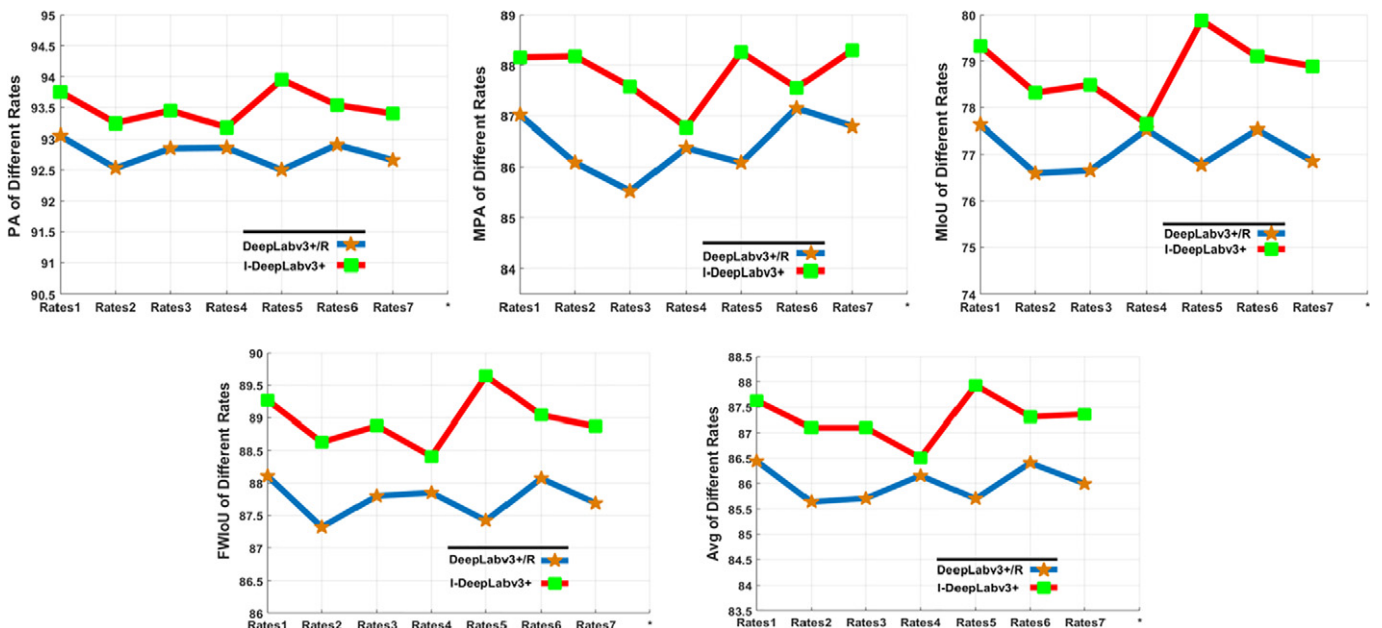 PA of Different Rates
95
94.5
94
93.5
93
92.5
92
91.5
91
90.5
DeepLabv3+/R
I-DeepLabv3+
Rates1 Rates2 Rates3 Rates4 Rates5 Rates6 Rates7 *
MPA of Different Rates
89
88
87
86
85
84
DeepLabv3+/R
I-DeepLabv3+
Rates1 Rates2 Rates3 Rates4 Rates5 Rates6 Rates7 *
MIoU of Different Rates
80
79
78
77
76
75
74
DeepLabv3+/R
I-DeepLabv3+
Rates1 Rates2 Rates3 Rates4 Rates5 Rates6 Rates7 *
FWIoU of Different Rates
90
89.5
89
88.5
88
87.5
87
86.5
86
DeepLabv3+/R
I-DeepLabv3+
Rates1 Rates2 Rates3 Rates4 Rates5 Rates6 Rates7 *
Avg of Different Rates
88.5
88
87.5
87
86.5
86
85.5
85
84.5
84
83.5
DeepLabv3+/R
I-DeepLabv3+
Rates1 Rates2 Rates3 Rates4 Rates5 Rates6 Rates7 *